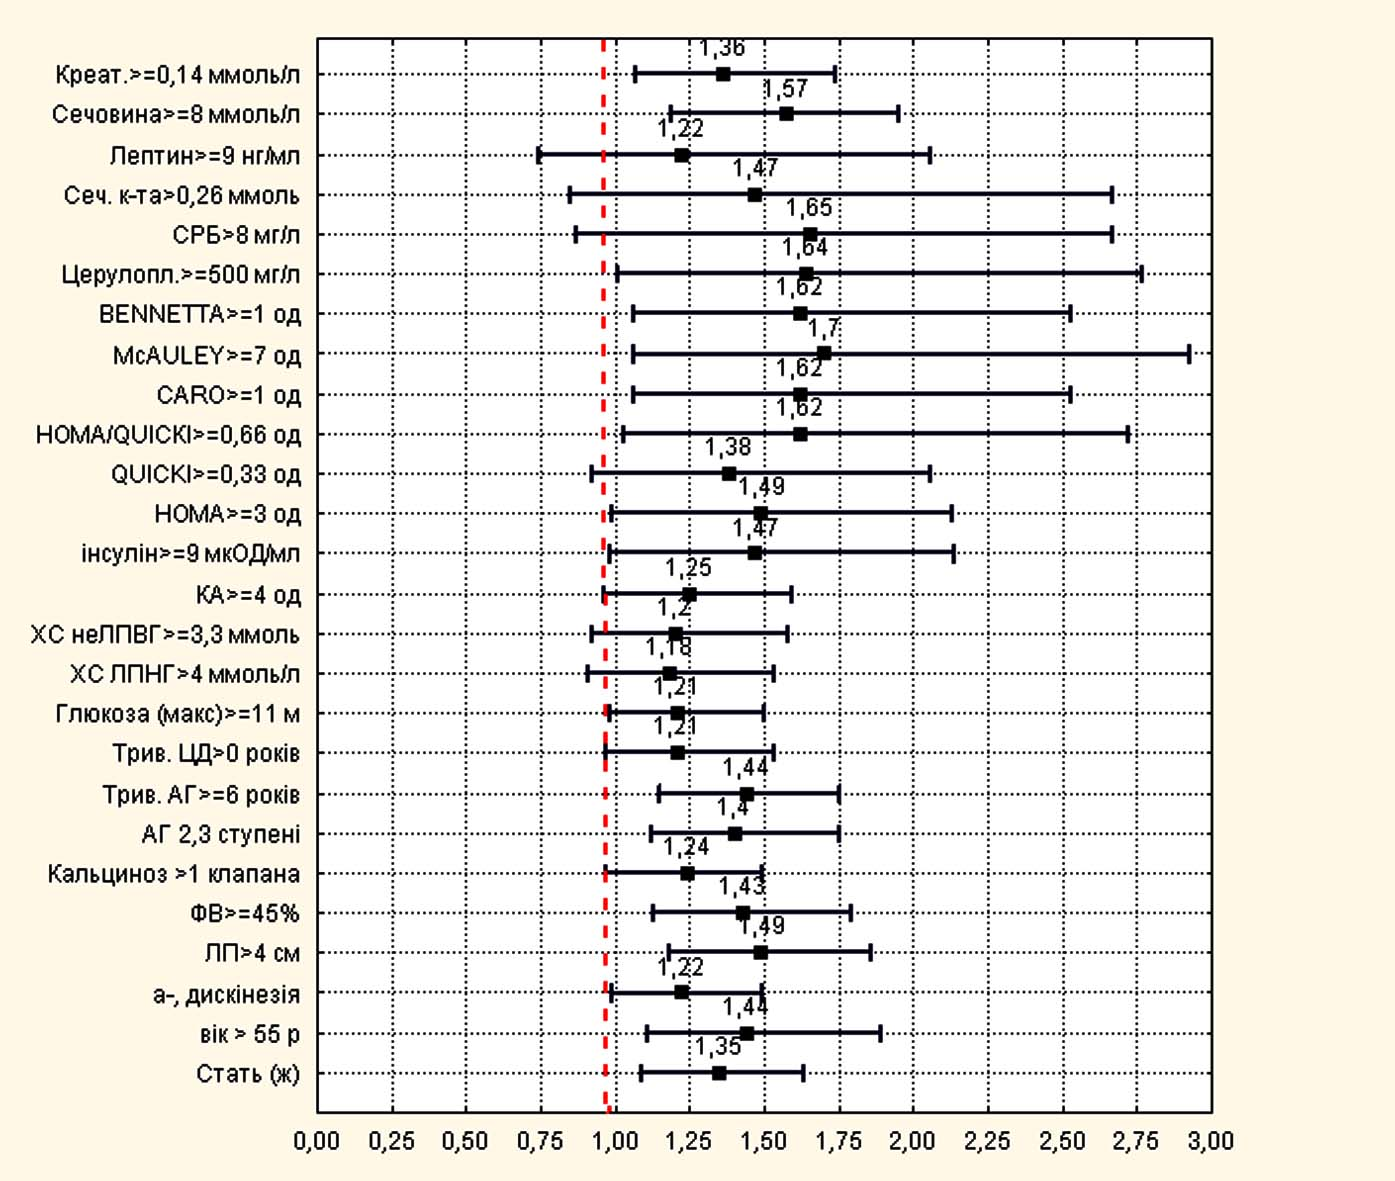 1,36
Креат.>=0,14 ммоль/л
1,57
Сечовина>=8 ммоль/л
1,22
Лептин>=9 нг/мл
1,47
Сеч. к-та>0,26 ммоль
1,65
СРБ>8 мг/л
1,64
Церулопл.>=500 мг/л
1,62
BENNETTA>=1 од
1,7
McAULEY>=7 од
1,62
CARO>=1 од
1,62
HOMA/QUICKI>=0,66 од
1,38
QUICKI>=0,33 од
1,49
HOMA>=3 од
1,47
інсулін>=9 мкОД/мл
1,25
КА>=4 од
1,2
ХС неЛПВГ>=3,3 ммоль
1,18
ХС ЛПНГ>4 ммоль/л
1,21
Глюкоза (макс)>=11 м
1,21
Трив. ЦД>0 років
1,44
Трив. АГ>=6 років
1,4
АГ 2,3 ступені
1,24
Кальциноз >1 клапана
1,43
ФВ>=45%
1,49
ЛП>4 см
1,22
а-, дискінезія
1,44
вік > 55 р
1,35
Стать (ж)
0,00 0,25 0,50 0,75 1,00 1,25 1,50 1,75 2,00 2,25 2,50 2,75 3,00